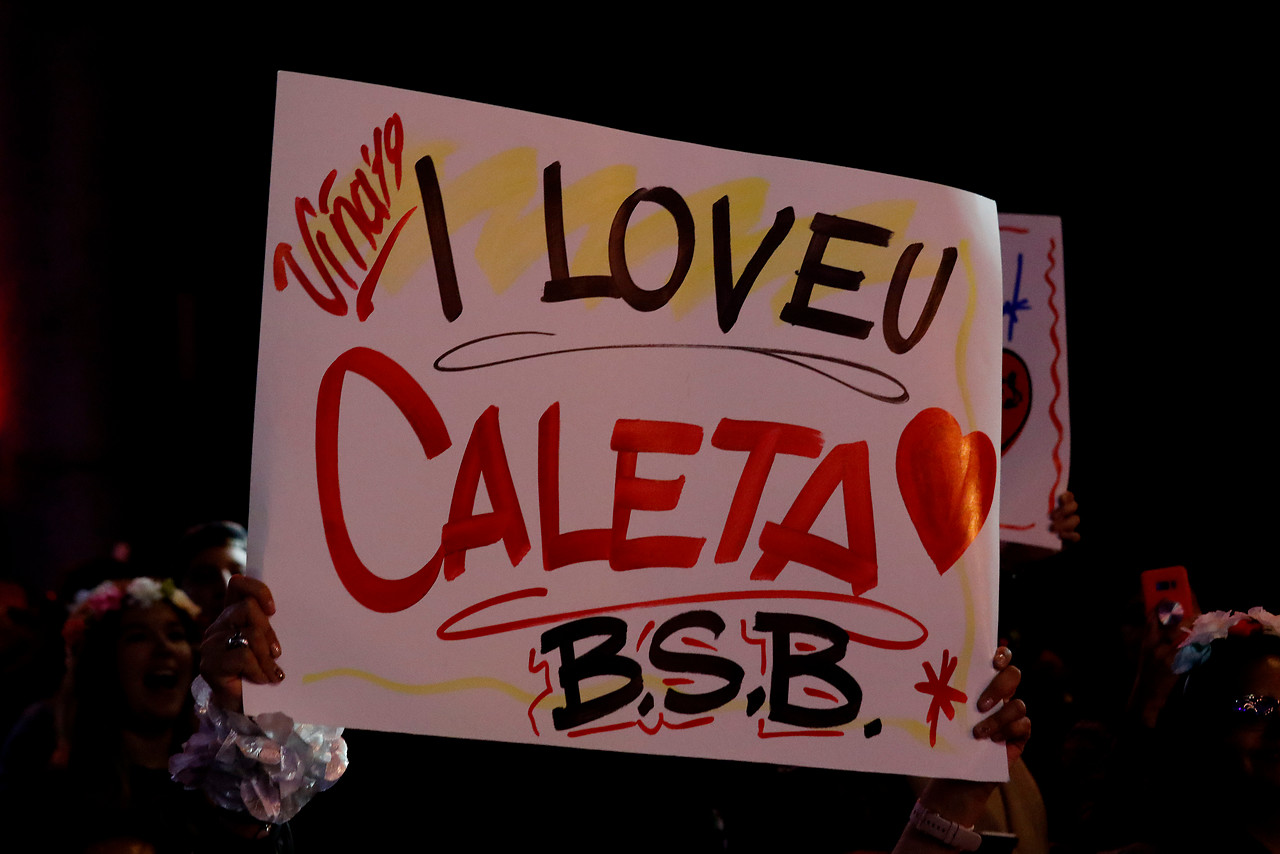 Viña'19
I LOVE U
CALETA
B.S.B.